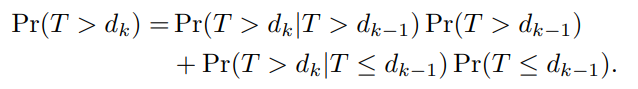 Pr(T > d_k) = Pr(T > d_k|T > d_{k−1}) Pr(T > d_{k−1})
+ Pr(T > d_k|T ≤ d_{k−1}) Pr(T ≤ d_{k−1}).